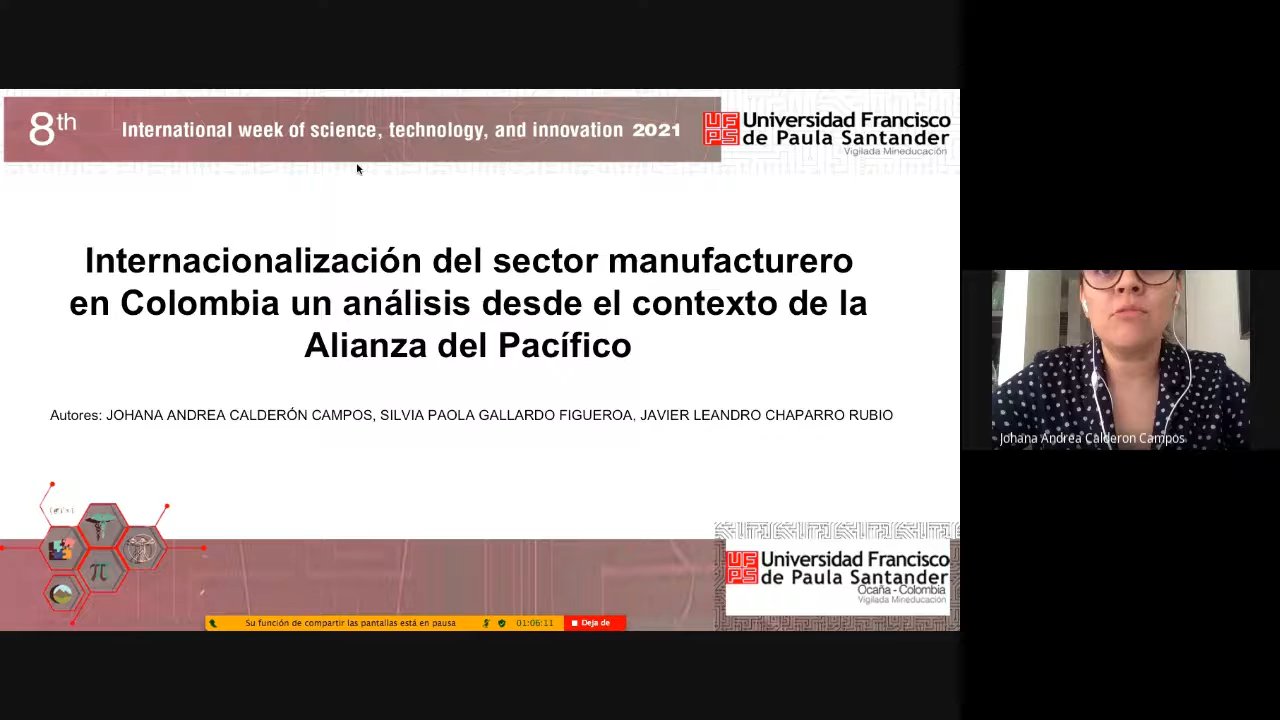 8th
International week of science, technology, and innovation 2021
UFPS Universidad Francisco
de Paula Santander
Vigilada Mineducación
Internacionalización del sector manufacturero
en Colombia un análisis desde el contexto de la
Alianza del Pacífico
Autores: JOHANA ANDREA CALDERÓN CAMPOS, SILVIA PAOLA GALLARDO FIGUEROA, JAVIER LEANDRO CHAPARRO RUBIO
Johana Andrea Calderon Campos
π
UFPS Universidad Francisco
de Paula Santander
Ocaña - Colombia
Vigilada Mineducación
Su función de compartir las pantallas está en pausa
01:06:11
Deja de